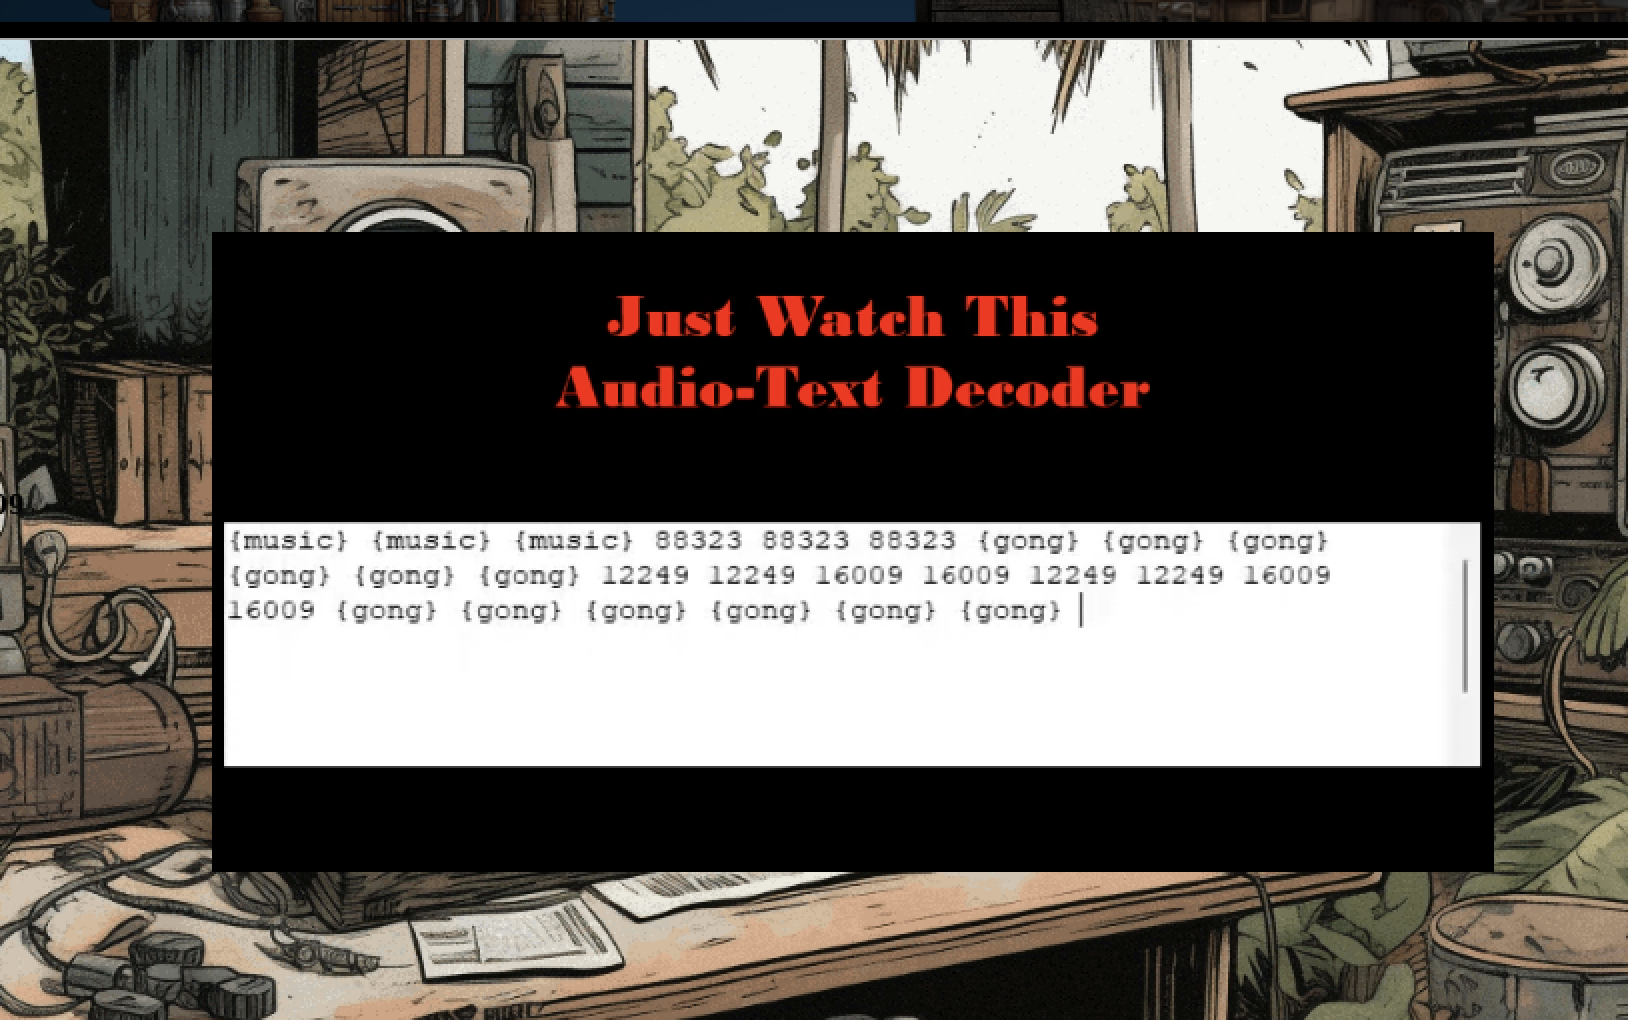 Just Watch This
Audio-Text Decoder
09
{music} {music} {music} 88323 88323 88323 {gong} {gong} {gong}
{gong} {gong} {gong} 12249 12249 16009 16009 12249 12249 16009
16009 {gong} {gong} {gong} {gong} {gong} {gong}